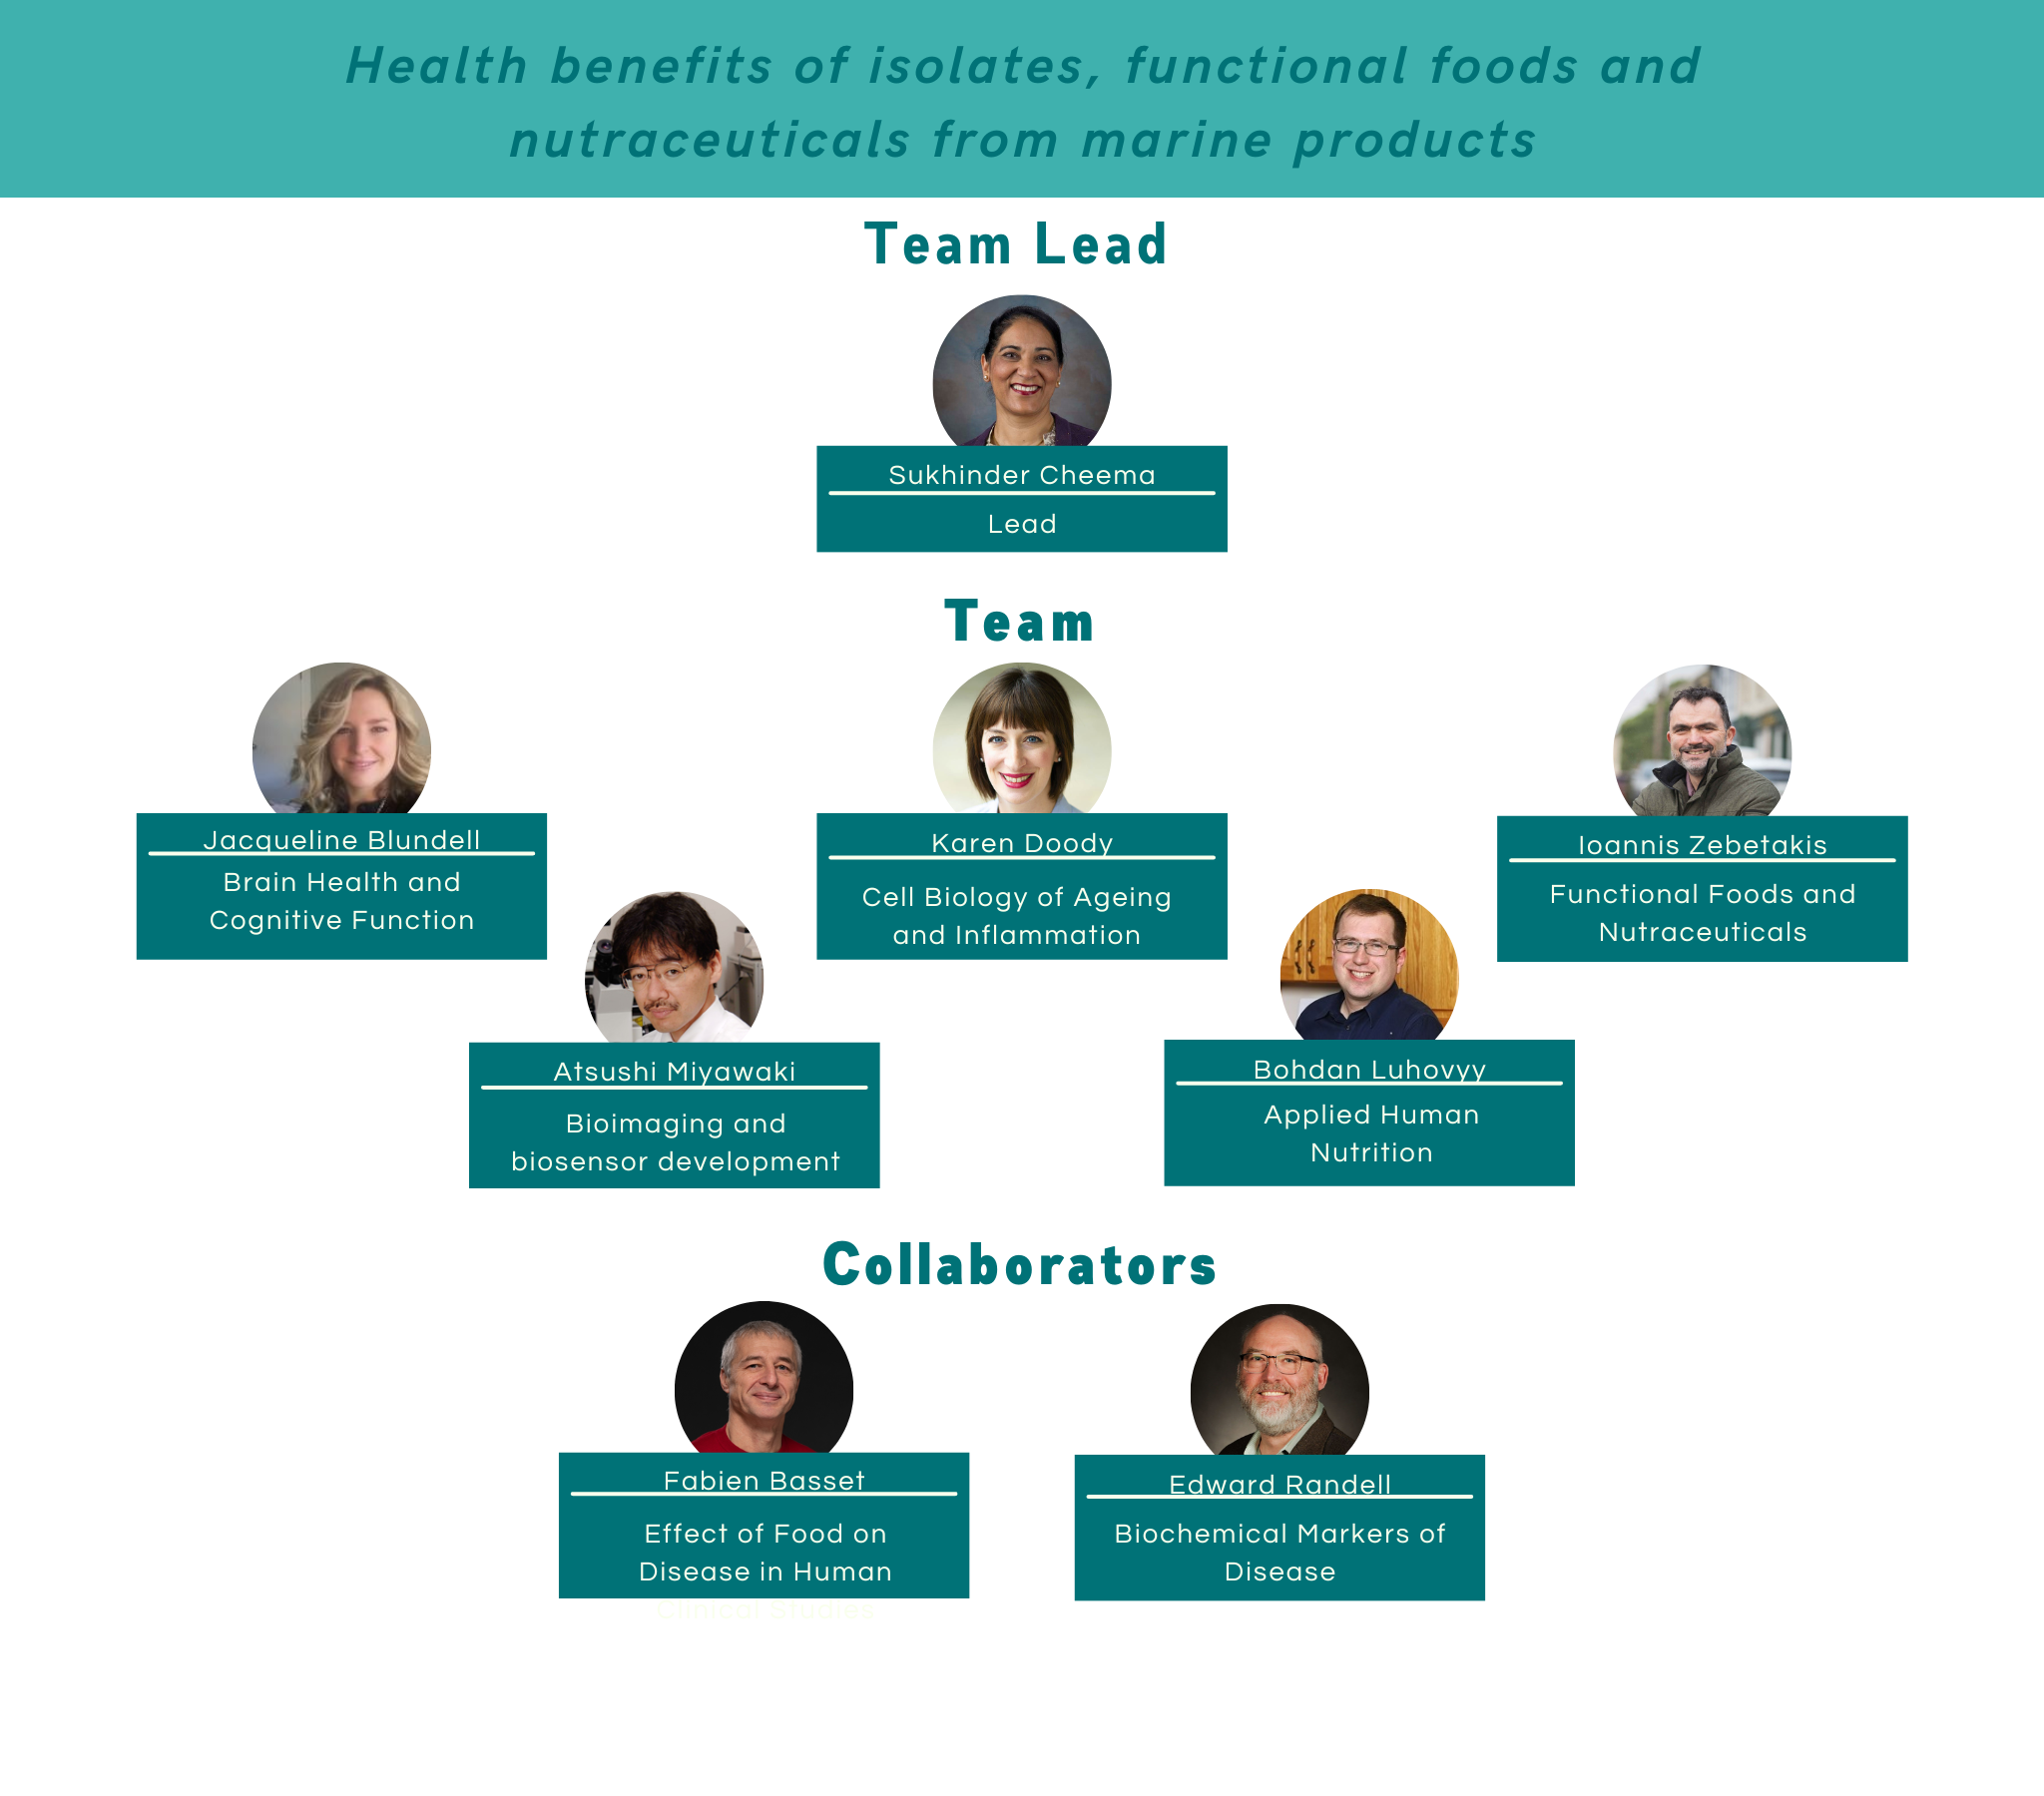 Health benefits of isolates, functional foods and
nutraceuticals from marine products
Team Lead
Sukhinder Cheema
Lead
Team
Jacqueline Blundell
Brain Health and
Cognitive Function
Karen Doody
Cell Biology of Ageing
and Inflammation
Ioannis Zebetakis
Functional Foods and
Nutraceuticals
Atsushi Miyawaki
Bioimaging and
biosensor development
Bohdan Luhovyy
Applied Human
Nutrition
Collaborators
Fabien Basset
Effect of Food on
Disease in Human
Clinical Studies
Edward Randell
Biochemical Markers of
Disease